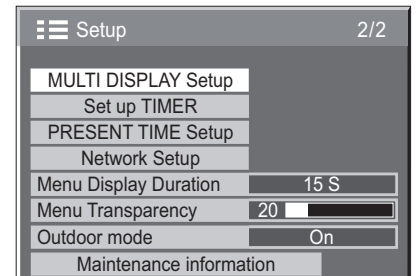 Setup 2/2
MULTI DISPLAY Setup
Set up TIMER
PRESENT TIME Setup
Network Setup
Menu Display Duration 15 S
Menu Transparency 20
Outdoor mode On
Maintenance information